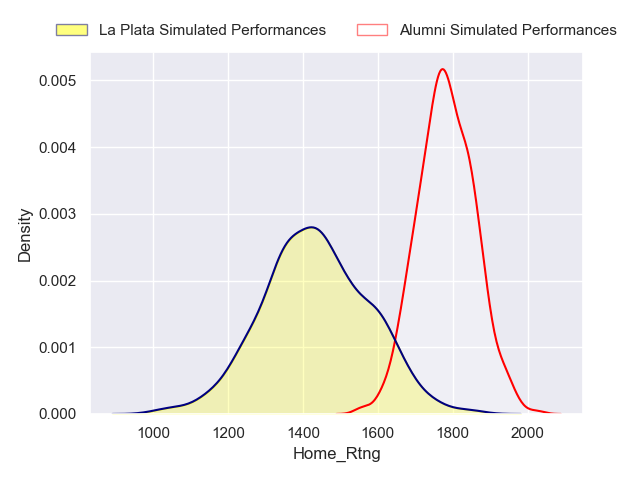 La Plata Simulated Performances Alumni Simulated Performances
0.005
0.004
0.003
0.002
0.001
0.000
Density
1000 1200 1400 1600 1800 2000
Home_Rtng